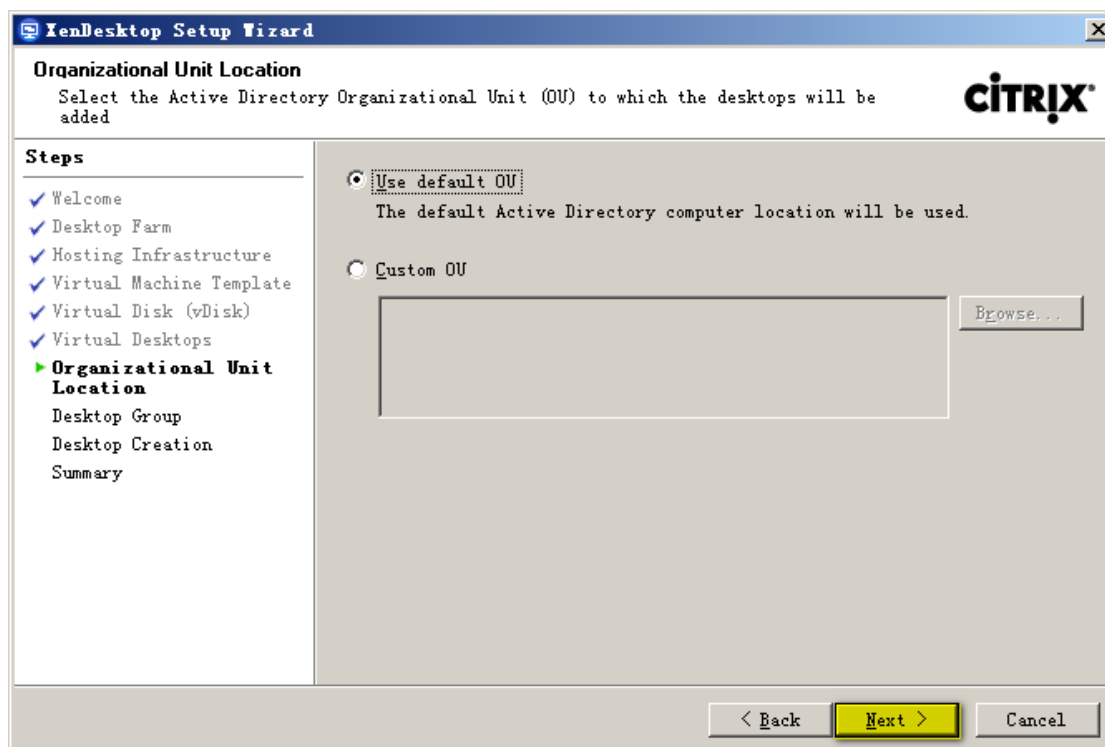 XenDesktop Setup Wizard
Organizational Unit Location
Select the Active Directory Organizational Unit (OU) to which the desktops will be
added
CITRIX
Steps
Welcome
Desktop Farm
Hosting Infrastructure
Virtual Machine Template
Virtual Disk (vDisk)
Virtual Desktops
Organizational Unit
Location
Desktop Group
Desktop Creation
Summary
Use default OU
The default Active Directory computer location will be used.
Custom OU
Browse...
< Back
Next >
Cancel